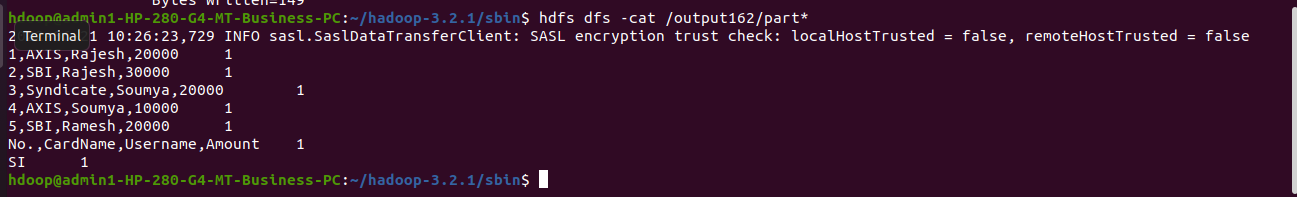 Bytes Written=149
hdoop@admin1-HP-280-G4-MT-Business-PC:~/hadoop-3.2.1/sbin$ hdfs dfs -cat /output162/part*
2 Terminal 1 10:26:23,729 INFO sasl.SaslDataTransferClient: SASL encryption trust check: localHostTrusted = false, remoteHostTrusted = false
1,AXIS,Rajesh,20000 1
2,SBI,Rajesh,30000 1
3,Syndicate,Soumya,20000 1
4,AXIS,Soumya,10000 1
5,SBI,Ramesh,20000 1
No.,CardName,Username,Amount 1
SI 1
hdoop@admin1-HP-280-G4-MT-Business-PC:~/hadoop-3.2.1/sbin$